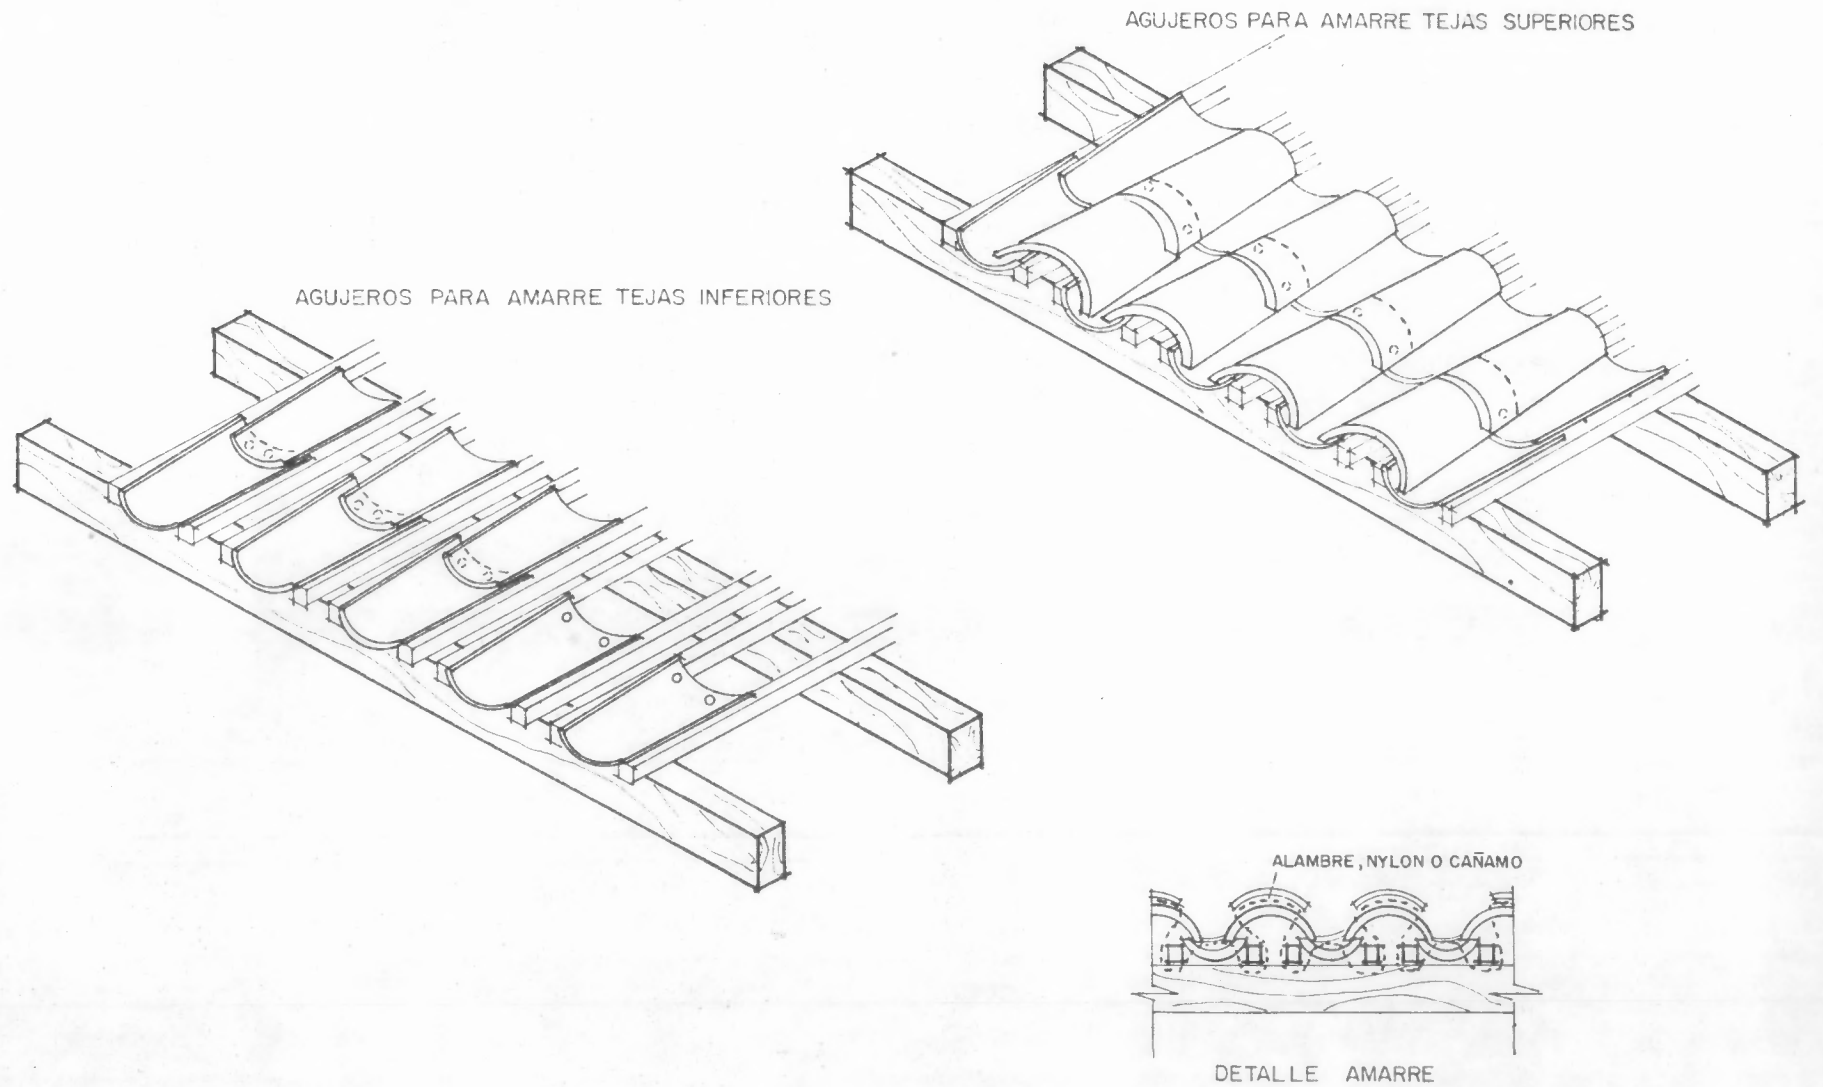 AGUJEROS PARA AMARRE TEJAS SUPERIORES
AGUJEROS PARA AMARRE TEJAS INFERIORES
ALAMBRE, NYLON O CAÑAMO
DETALLE AMARRE